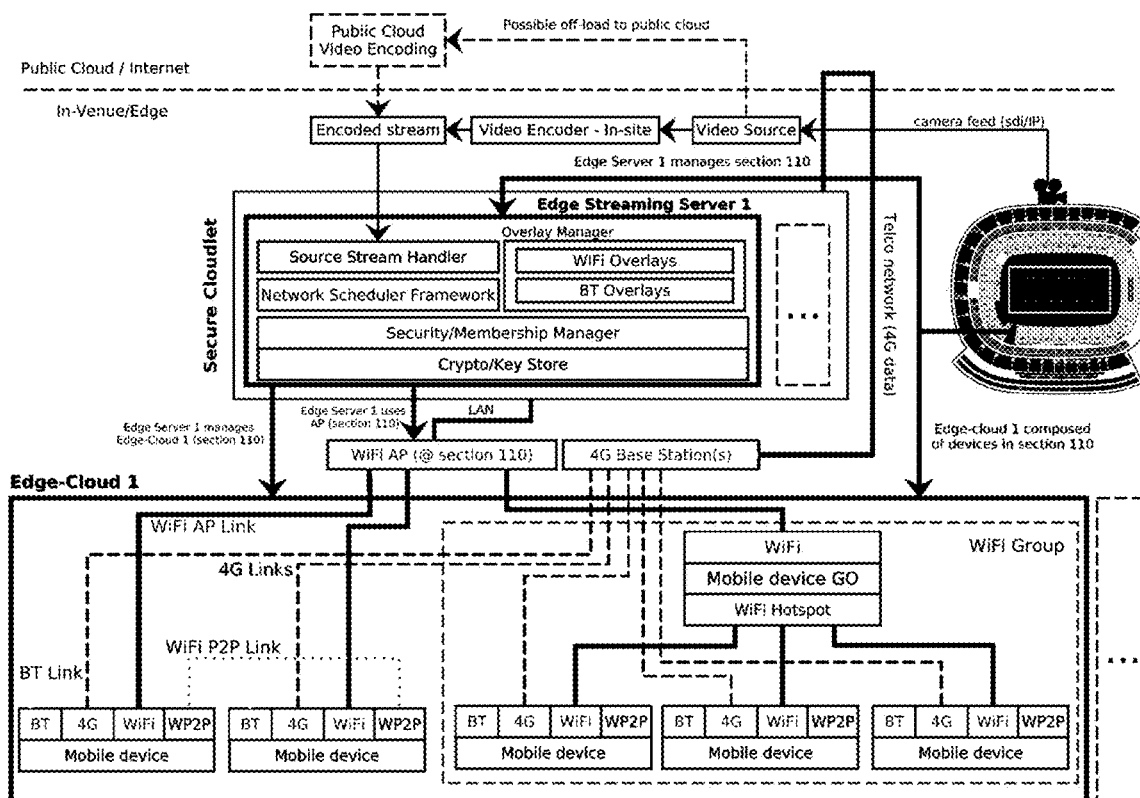 Possible off-load to public cloud
Public Cloud
Video Encoding
Public Cloud / Internet
In-Venue/Edge
Encoded stream
Video Encoder - In-site
Video Source
camera feed (sdi/IP)
Edge Server 1 manages section 110
Edge Streaming Server 1
Overlay Manager
Source Stream Handler
WiFi Overlays
Network Scheduler Framework
BT Overlays
Security/Membership Manager
Crypto/Key Store
...
Secure Cloudlet
Telco network (4G data)
Edge Server 1 manages
Edge-Cloud 1 (section 110)
Edge Server 1 uses
AP (section 110)
LAN
Edge-cloud 1 composed
of devices in section 110
WiFi AP (@ section 110)
4G Base Station(s)
Edge-Cloud 1
WiFi AP Link
4G Links
WiFi Group
WiFi
Mobile device GO
WiFi Hotspot
WiFi P2P Link
BT Link
...
BT 4G WiFi WP2P
Mobile device
BT 4G WiFi WP2P
Mobile device
BT 4G WiFi WP2P
Mobile device
BT 4G WiFi WP2P
Mobile device
BT 4G WiFi WP2P
Mobile device